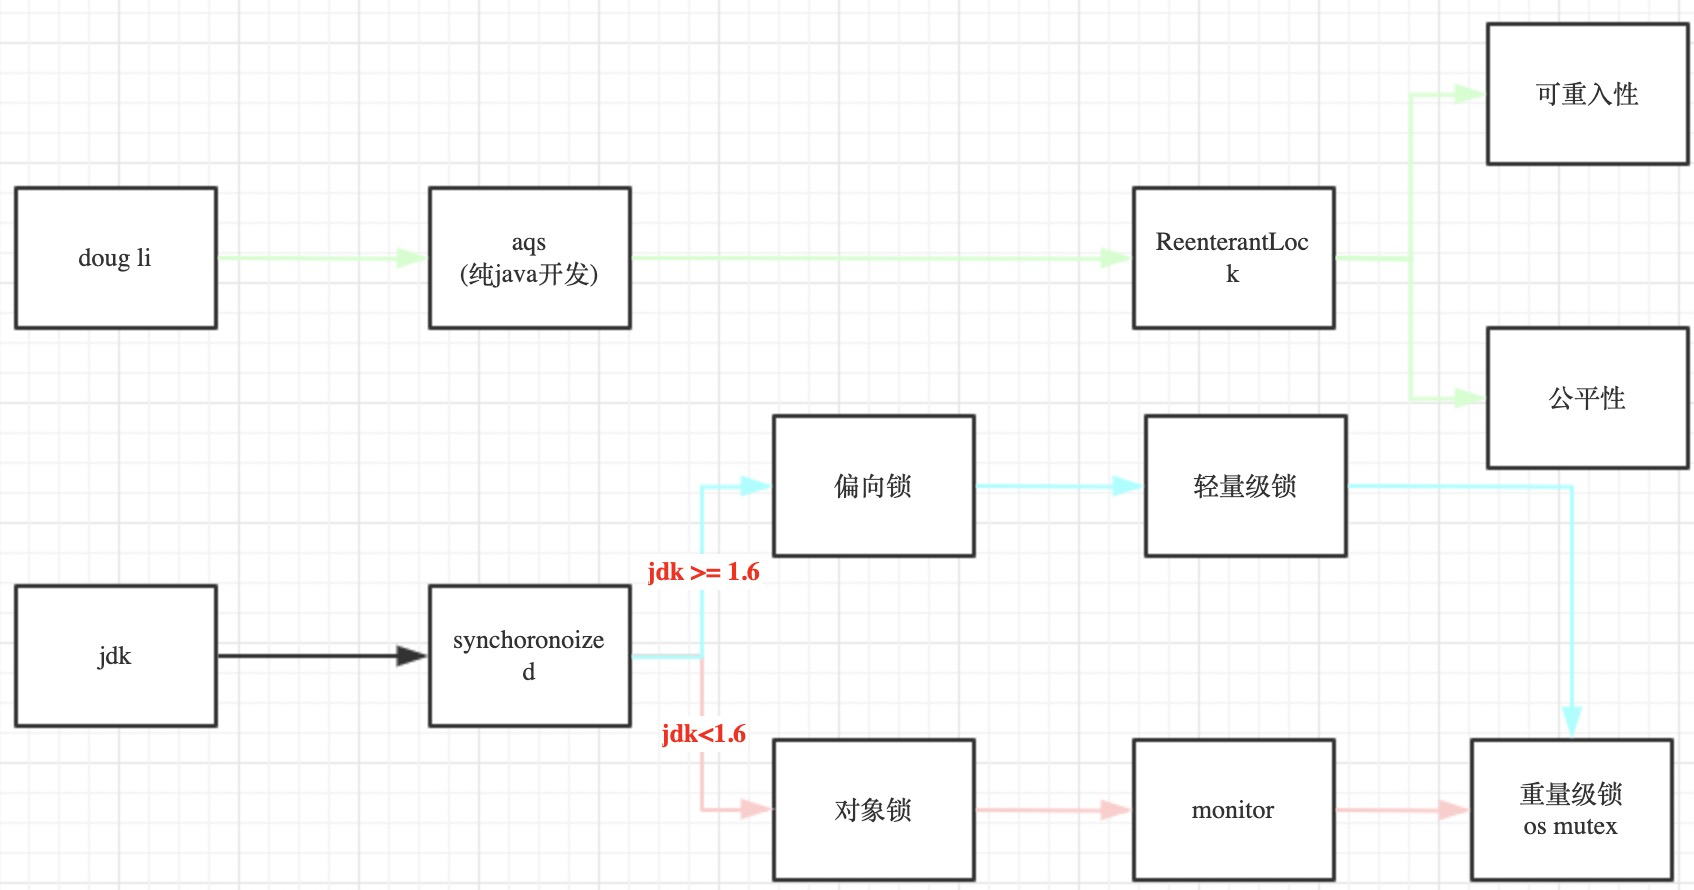 可重入性
doug li
aqs
(纯java开发)
ReenterantLoc
k
公平性
偏向锁
轻量级锁
jdk >= 1.6
jdk
synchoronoize
d
jdk<1.6
对象锁
monitor
重量级锁
os mutex